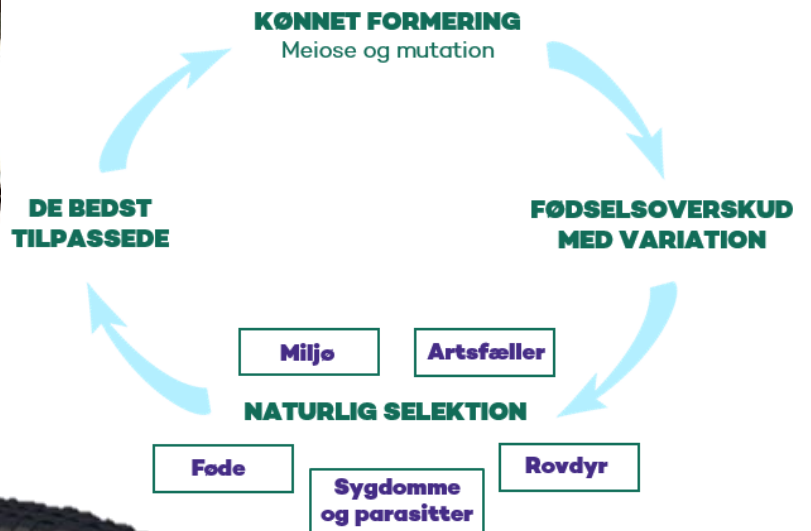 KØNNET FORMERING
Meiose og mutation
DE BEDST
TILPASSEDE
FØDSELSOVERSKUD
MED VARIATION
Miljø
Artsfæller
NATURLIG SELEKTION
Føde
Rovdyr
Sygdomme
og parasitter